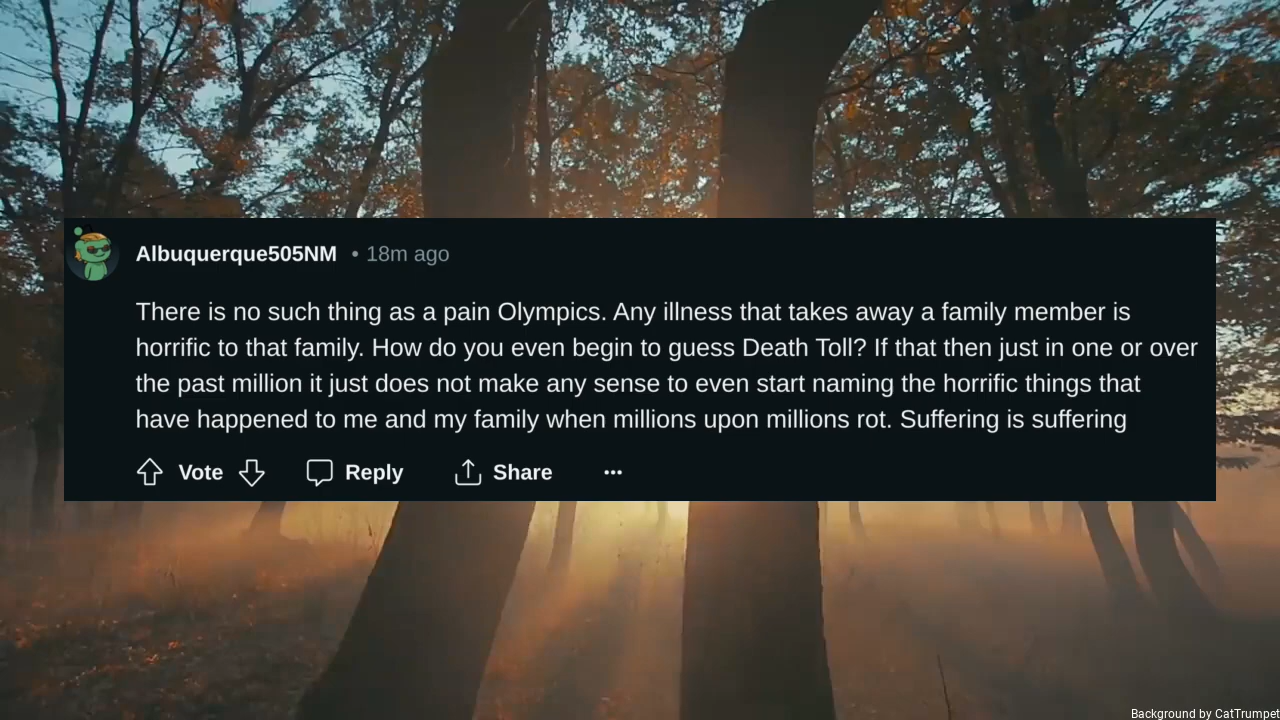 Albuquerque505NM • 18m ago
There is no such thing as a pain Olympics. Any illness that takes away a family member is
horrific to that family. How do you even begin to guess Death Toll? If that then just in one or over
the past million it just does not make any sense to even start naming the horrific things that
have happened to me and my family when millions upon millions rot. Suffering is suffering
Vote Reply Share ···
Background by CatTrumpet